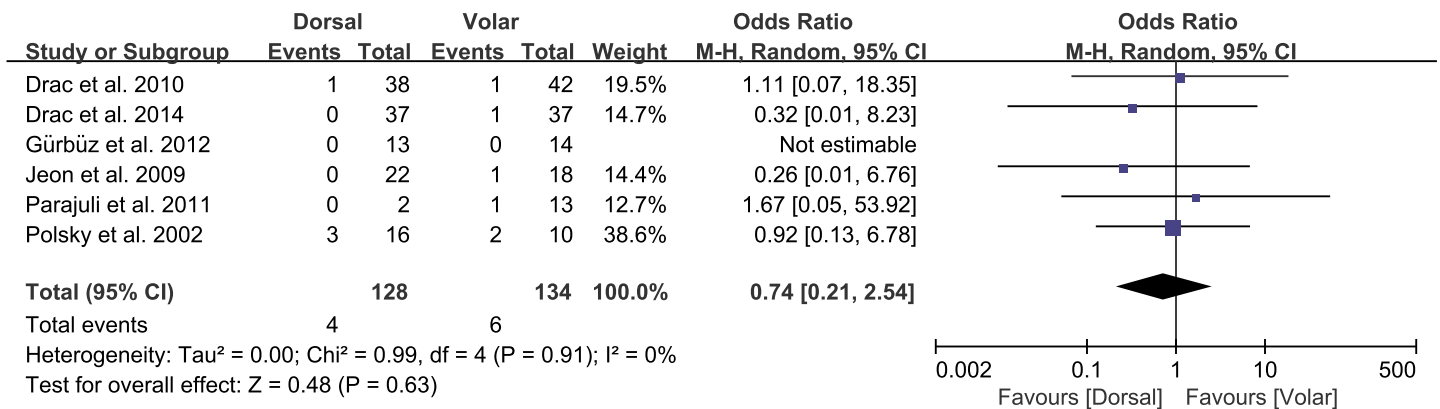 Dorsal Volar Odds Ratio Odds Ratio
Study or Subgroup Events Total Events Total Weight M-H, Random, 95% CI M-H, Random, 95% CI
Drac et al. 2010 1 38 1 42 19.5% 1.11 [0.07, 18.35]
Drac et al. 2014 0 37 1 37 14.7% 0.32 [0.01, 8.23]
Gürbüz et al. 2012 0 13 0 14 Not estimable
Jeon et al. 2009 0 22 1 18 14.4% 0.26 [0.01, 6.76]
Parajuli et al. 2011 0 2 1 13 12.7% 1.67 [0.05, 53.92]
Polsky et al. 2002 3 16 2 10 38.6% 0.92 [0.13, 6.78]
Total (95% CI) 128 134 100.0% 0.74 [0.21, 2.54]
Total events 4 6
Heterogeneity: Tau² = 0.00; Chi² = 0.99, df = 4 (P = 0.91); I² = 0%
Test for overall effect: Z = 0.48 (P = 0.63)
0.002 0.1 1 10 500
Favours [Dorsal] Favours [Volar]